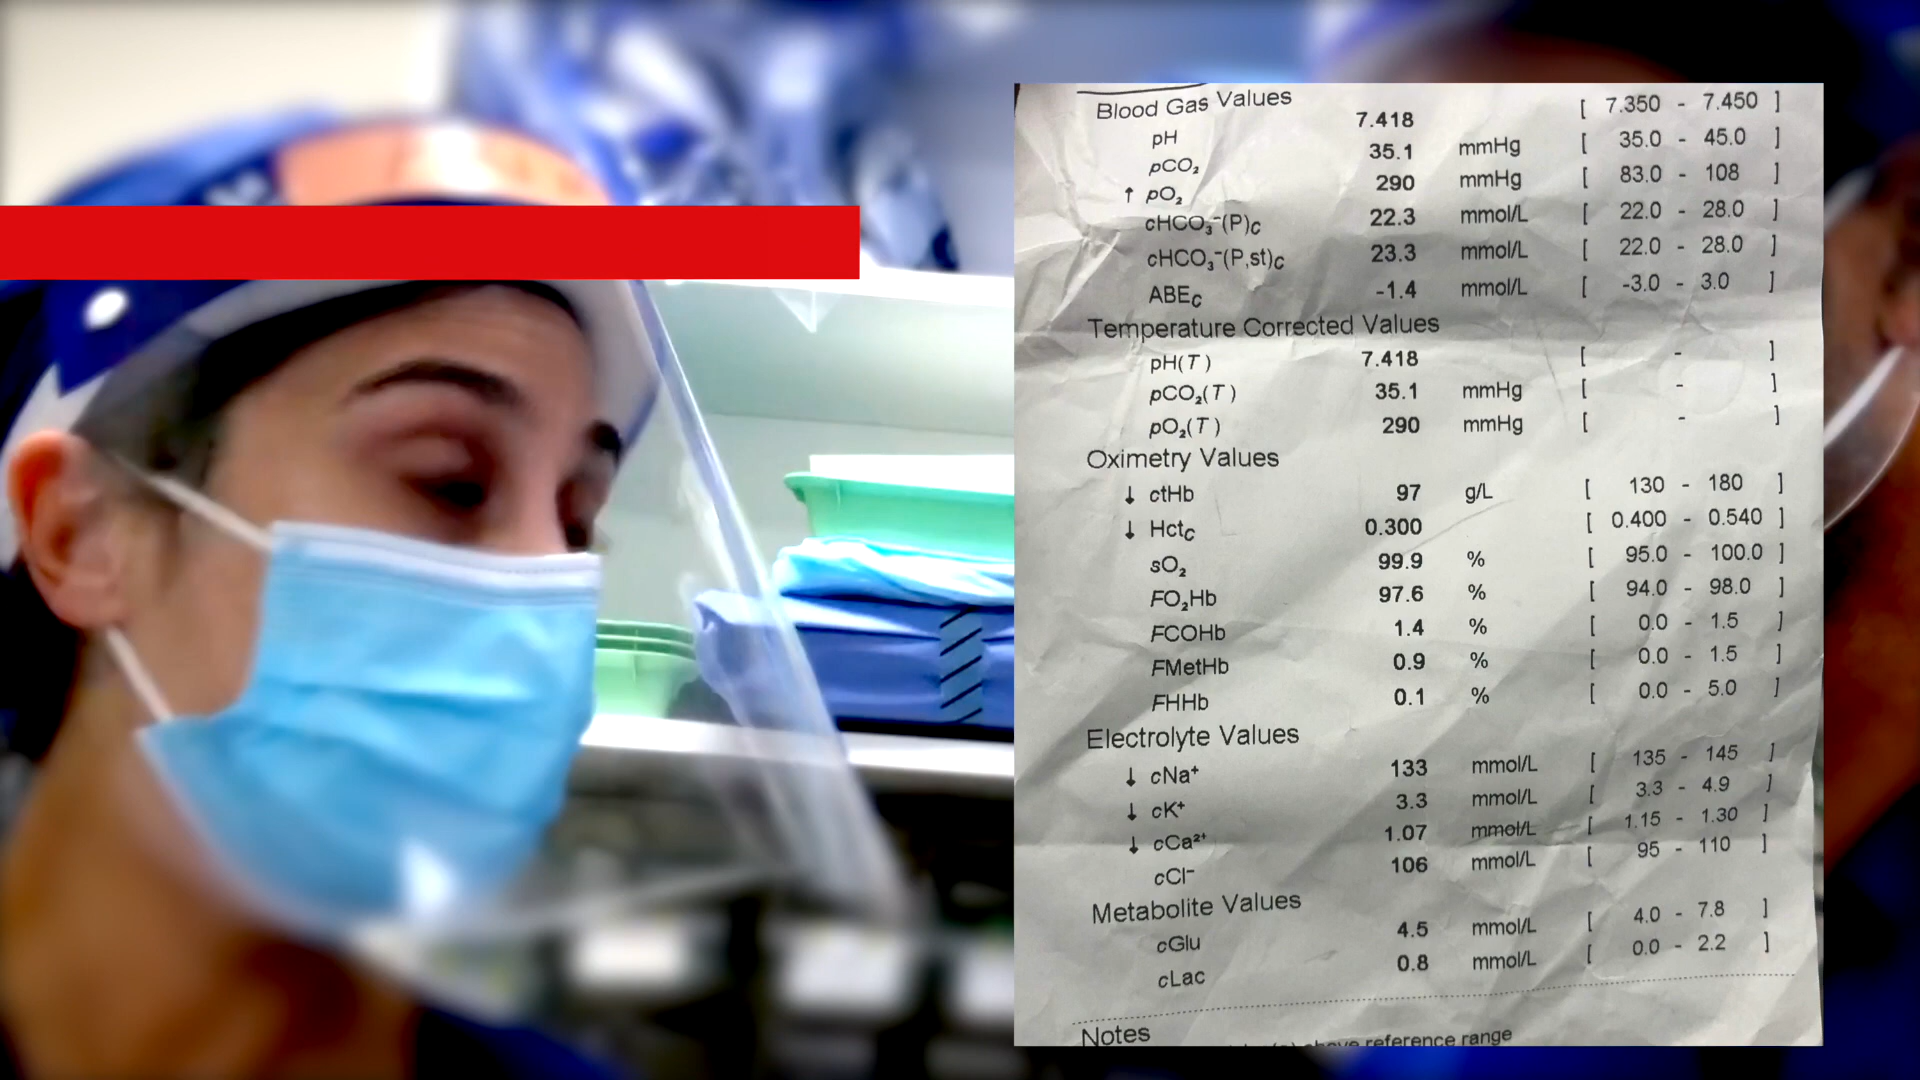 Blood Gas Values
pH 7.418 [ 7.350 - 7.450 ]
pCO₂ 35.1 mmHg [ 35.0 - 45.0 ]
↑ pO₂ 290 mmHg [ 83.0 - 108 ]
cHCO₃⁻(P)c 22.3 mmol/L [ 22.0 - 28.0 ]
cHCO₃⁻(P,st)c 23.3 mmol/L [ 22.0 - 28.0 ]
ABEc -1.4 mmol/L [ -3.0 - 3.0 ]
Temperature Corrected Values
pH(T) 7.418 [ - ]
pCO₂(T) 35.1 mmHg [ - ]
pO₂(T) 290 mmHg [ - ]
Oximetry Values
↓ ctHb 97 g/L [ 130 - 180 ]
↓ Hctc 0.300 [ 0.400 - 0.540 ]
sO₂ 99.9 % [ 95.0 - 100.0 ]
FO₂Hb 97.6 % [ 94.0 - 98.0 ]
FCOHb 1.4 % [ 0.0 - 1.5 ]
FMetHb 0.9 % [ 0.0 - 1.5 ]
FHHb 0.1 % [ 0.0 - 5.0 ]
Electrolyte Values
↓ cNa⁺ 133 mmol/L [ 135 - 145 ]
↓ cK⁺ 3.3 mmol/L [ 3.3 - 4.9 ]
↓ cCa²⁺ 1.07 mmol/L [ 1.15 - 1.30 ]
cCl⁻ 106 mmol/L [ 95 - 110 ]
Metabolite Values
cGlu 4.5 mmol/L [ 4.0 - 7.8 ]
cLac 0.8 mmol/L [ 0.0 - 2.2 ]
Notes
above reference range